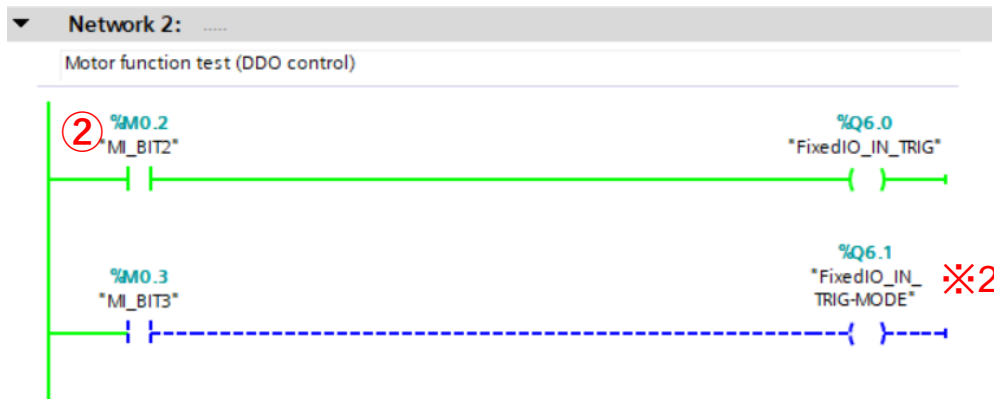 Network 2: .....
Motor function test (DDO control)
②
%M0.2
"MI_BIT2"
%Q6.0
"FixedIO_IN_TRIG"
%M0.3
"MI_BIT3"
%Q6.1
"FixedIO_IN_
TRIG-MODE"
※2